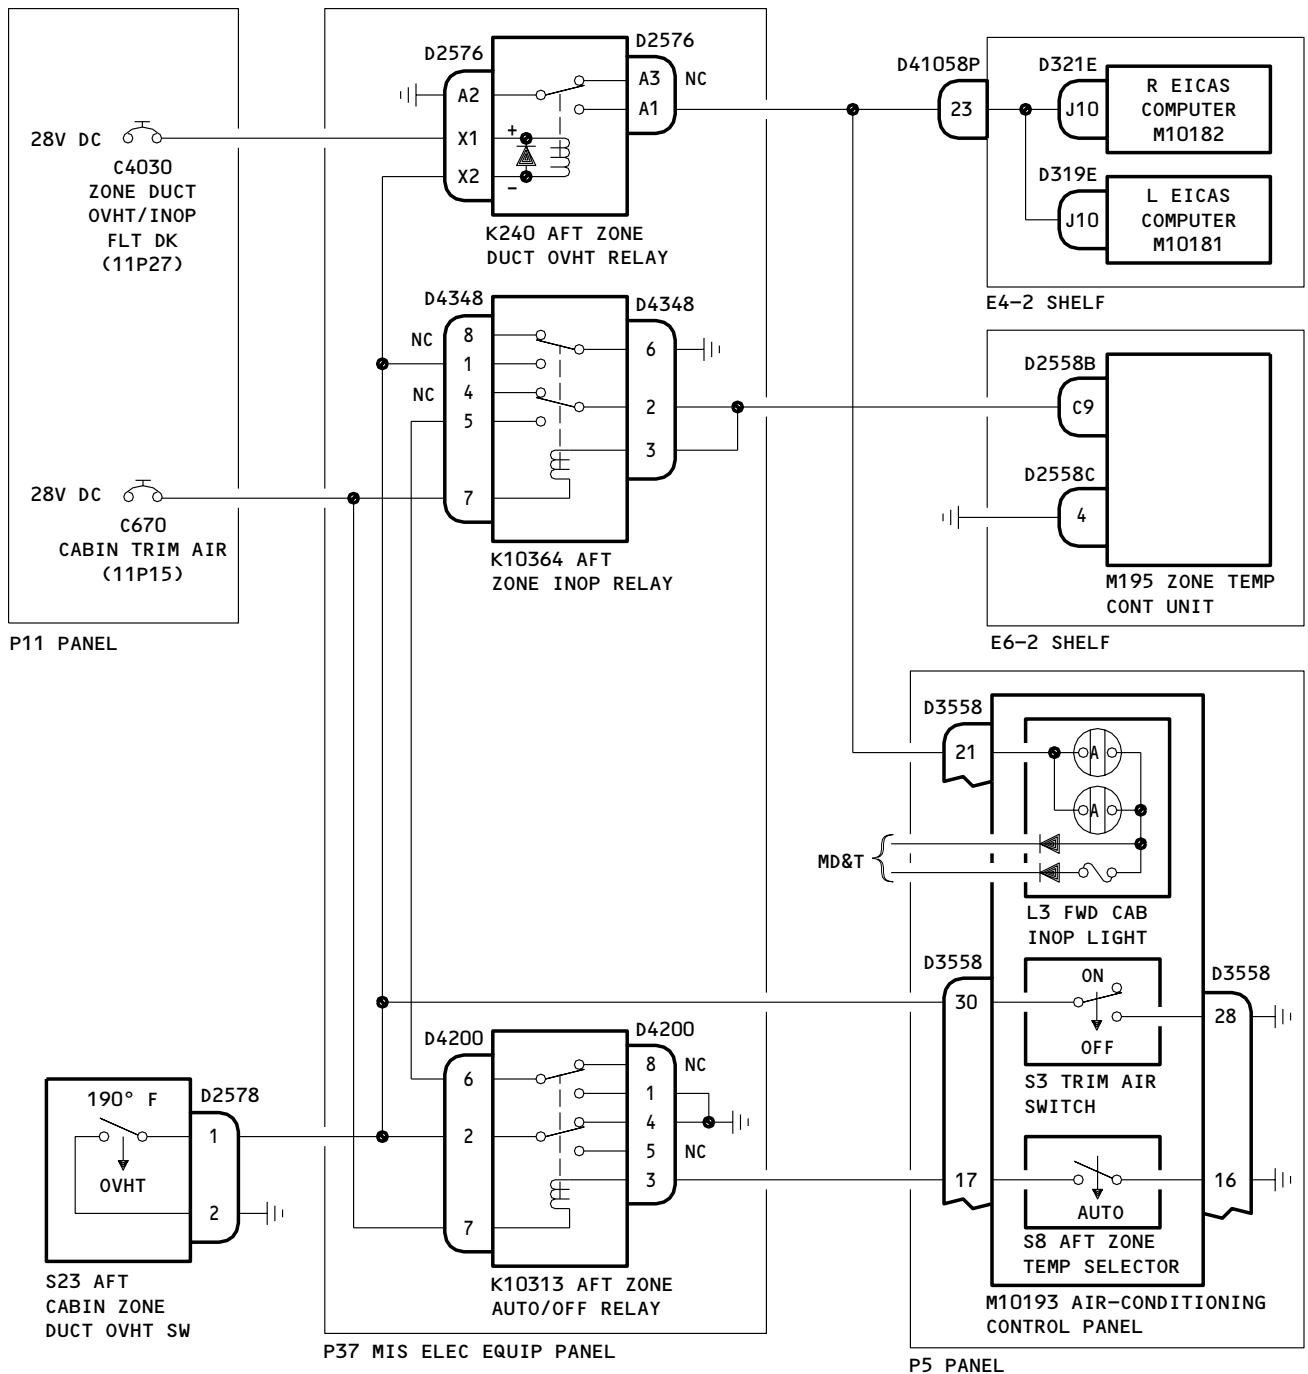 28V DC
C4030
ZONE DUCT
OVHT/INOP
FLT DK
(11P27)
28V DC
C670
CABIN TRIM AIR
(11P15)
P11 PANEL
D2576
A2
X1
X2
+
−
D2576
A3
NC
A1
K240 AFT ZONE
DUCT OVHT RELAY
D4348
NC
8
1
NC
4
5
7
D4348
6
2
3
K10364 AFT
ZONE INOP RELAY
D41058P
23
D321E
J10
R EICAS
COMPUTER
M10182
D319E
J10
L EICAS
COMPUTER
M10181
E4-2 SHELF
D2558B
C9
D2558C
4
M195 ZONE TEMP
CONT UNIT
E6-2 SHELF
D3558
21
A
A
MD&T
L3 FWD CAB
INOP LIGHT
D3558
30
17
ON
OFF
S3 TRIM AIR
SWITCH
D3558
28
16
AUTO
S8 AFT ZONE
TEMP SELECTOR
M10193 AIR-CONDITIONING
CONTROL PANEL
P5 PANEL
D4200
6
2
7
D4200
8
NC
1
4
5
NC
3
K10313 AFT ZONE
AUTO/OFF RELAY
P37 MIS ELEC EQUIP PANEL
190° F
OVHT
D2578
1
2
S23 AFT
CABIN ZONE
DUCT OVHT SW